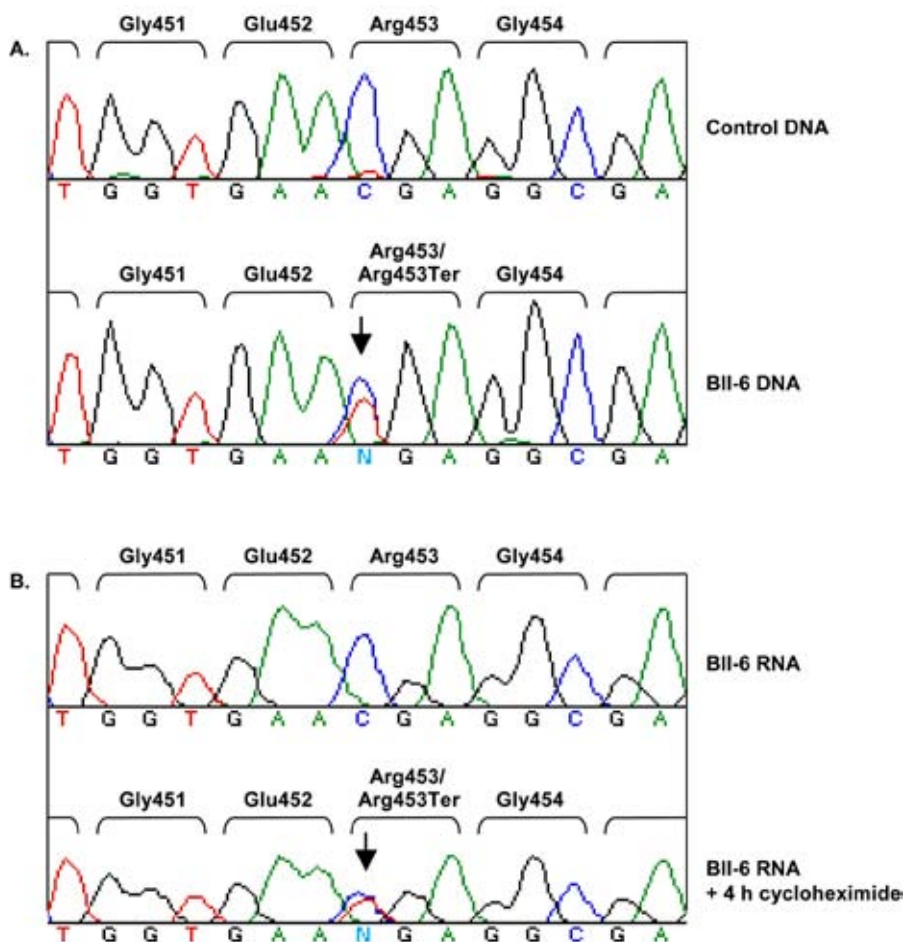 A.
Gly451 Glu452 Arg453 Gly454
Control DNA
T G G T G A A C G A G G C G A
Arg453/
Gly451 Glu452 Arg453Ter Gly454
BII-6 DNA
T G G T G A A N G A G G C G A
B.
Gly451 Glu452 Arg453 Gly454
BII-6 RNA
T G G T G A A C G A G G C G A
Arg453/
Gly451 Glu452 Arg453Ter Gly454
BII-6 RNA
+ 4 h cycloheximide
T G G T G A A N G A G G C G A